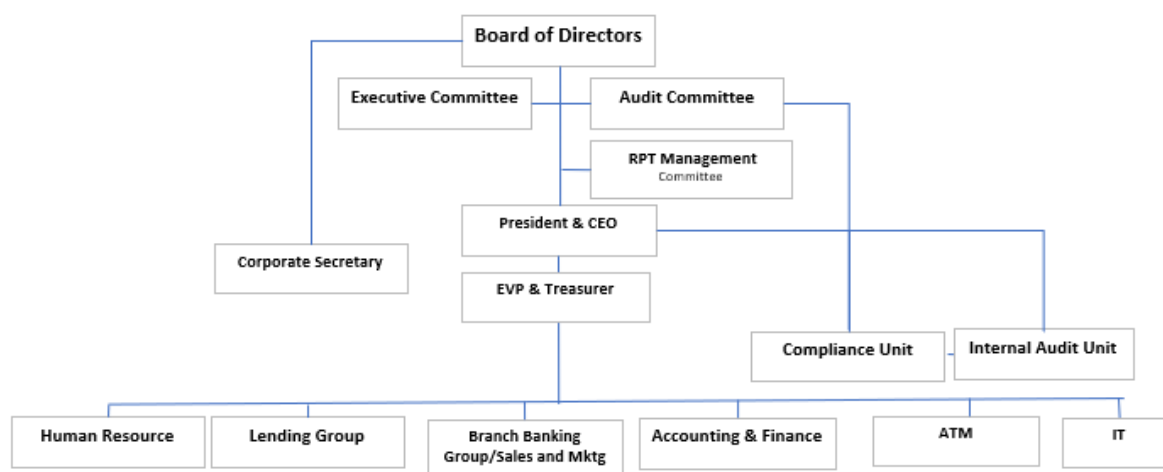 Board of Directors
Executive Committee
Audit Committee
RPT Management
Committee
President & CEO
Corporate Secretary
EVP & Treasurer
Compliance Unit
Internal Audit Unit
Human Resource
Lending Group
Branch Banking
Group/Sales and Mktg
Accounting & Finance
ATM
IT